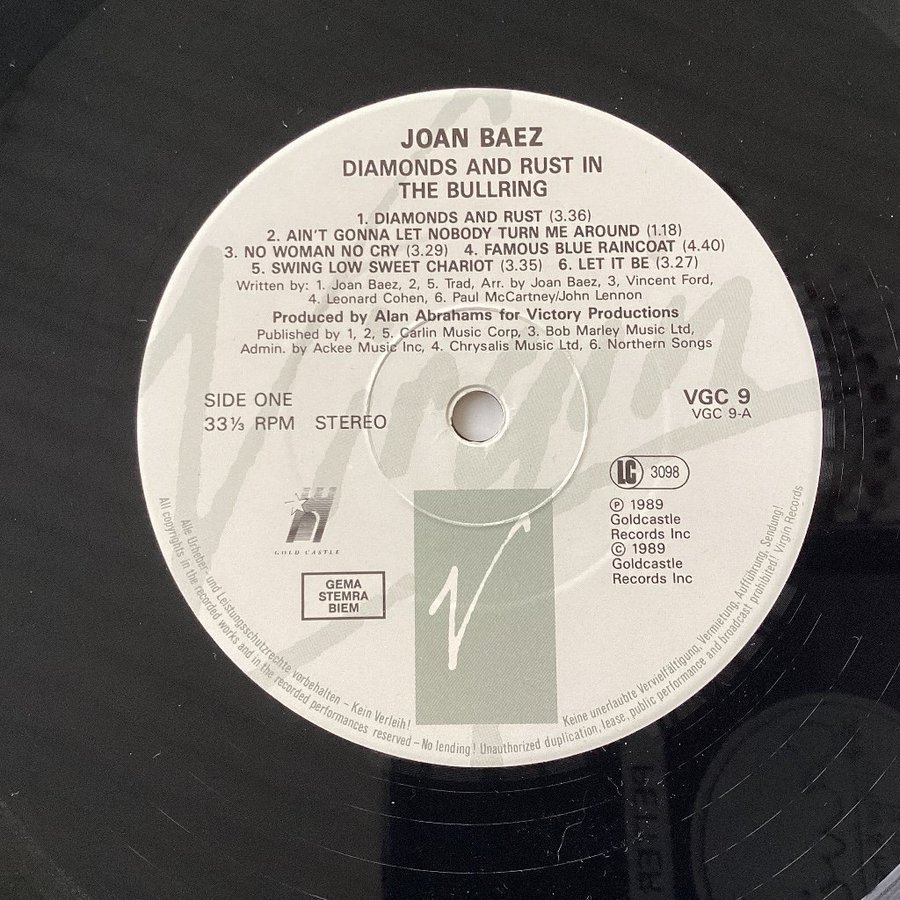 JOAN BAEZ
DIAMONDS AND RUST IN
THE BULLRING
1. DIAMONDS AND RUST (3.36)
2. AIN'T GONNA LET NOBODY TURN ME AROUND (1.18)
3. NO WOMAN NO CRY (3.29) 4. FAMOUS BLUE RAINCOAT (4.40)
5. SWING LOW SWEET CHARIOT (3.35) 6. LET IT BE (3.27)
Written by: 1. Joan Baez, 2, 5. Trad, Arr. by Joan Baez, 3, Vincent Ford,
4. Leonard Cohen, 6. Paul McCartney/John Lennon
Produced by Alan Abrahams for Victory Productions
Published by 1, 2, 5. Carlin Music Corp, 3. Bob Marley Music Ltd,
Admin. by Ackee Music Inc, 4. Chrysalis Music Ltd, 6. Northern Songs
Virgin
SIDE ONE
33⅓ RPM STEREO
VGC 9
VGC 9-A
LC 3098
℗ 1989
Goldcastle
Records Inc
© 1989
Goldcastle
Records Inc
GOLD CASTLE
GEMA
STEMRA
BIEM
V
Alle Urheber- und Leistungsschutzrechte vorbehalten – Kein Verleih! Keine unerlaubte Vervielfältigung, Vermietung, Aufführung, Sendung!
All copyrights in the recorded works and in the recorded performances reserved – No lending! Unauthorized duplication, lease, public performance and broadcast prohibited! Virgin Records